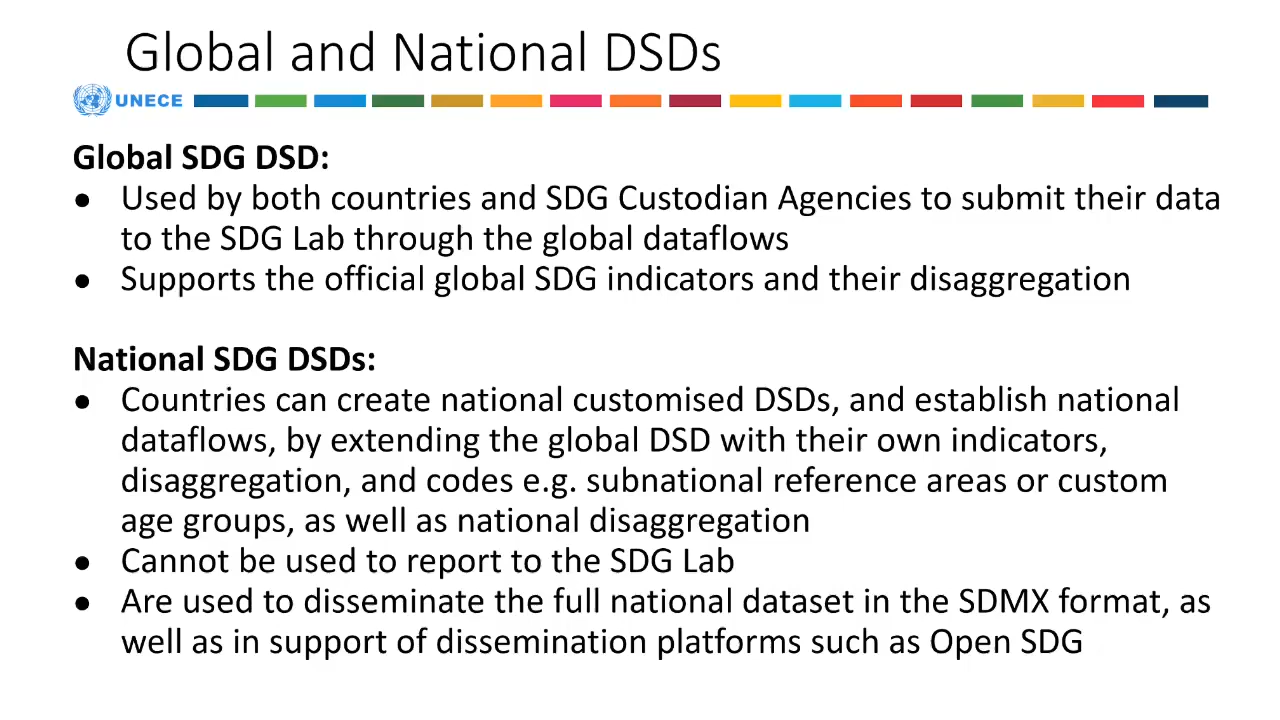 Global and National DSDs
UNECE
Global SDG DSD:
● Used by both countries and SDG Custodian Agencies to submit their data
to the SDG Lab through the global dataflows
● Supports the official global SDG indicators and their disaggregation
National SDG DSDs:
● Countries can create national customised DSDs, and establish national
dataflows, by extending the global DSD with their own indicators,
disaggregation, and codes e.g. subnational reference areas or custom
age groups, as well as national disaggregation
● Cannot be used to report to the SDG Lab
● Are used to disseminate the full national dataset in the SDMX format, as
well as in support of dissemination platforms such as Open SDG